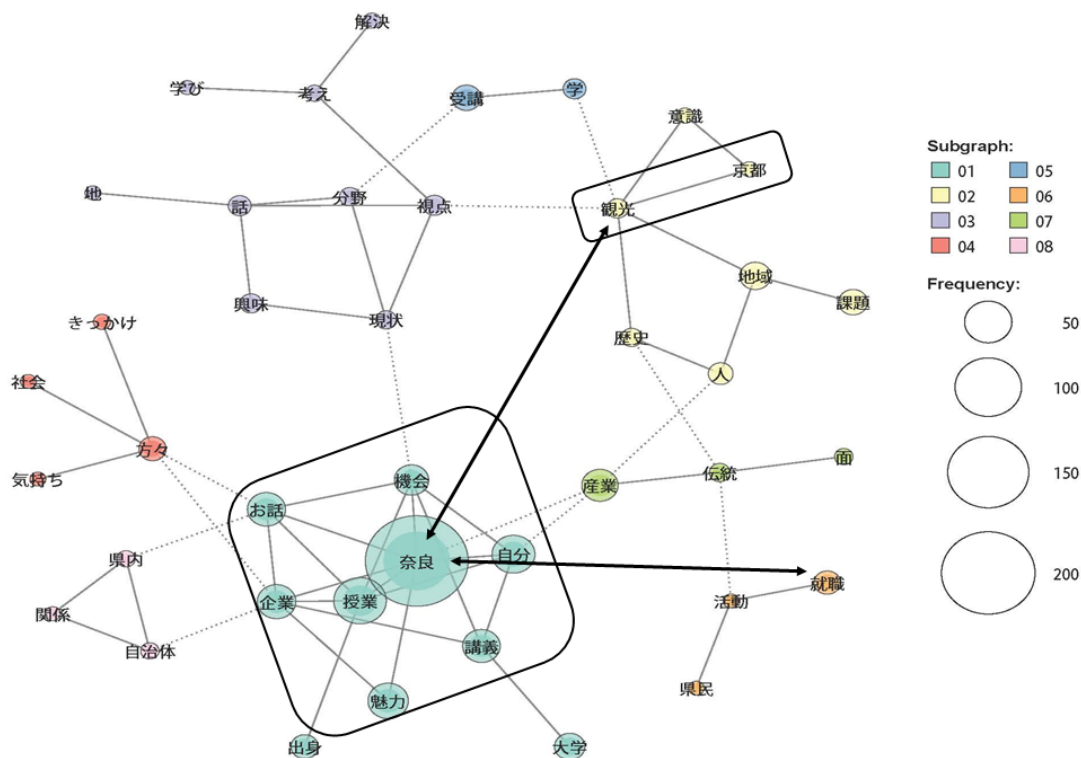 解決
学び
考え
受講
学
意識
京都
地
話
分野
視点
観光
地域
課題
興味
現状
歴史
人
きっかけ
社会
方々
気持ち
機会
お話
奈良
自分
産業
伝統
面
県内
関係
自治体
企業
授業
講義
魅力
出身
大学
活動
就職
県民
Subgraph:
01 05
02 06
03 07
04 08
Frequency:
50
100
150
200